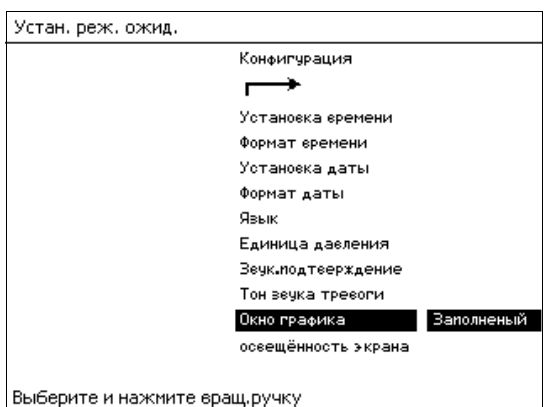 Устан. реж. ожид.
Конфигурация
Установка времени
Формат времени
Установка даты
Формат даты
Язык
Единица давления
Звук.подтверждение
Тон звука тревоги
Окно графика Заполненый
освещённость экрана
Выберите и нажмите вращ.ручку